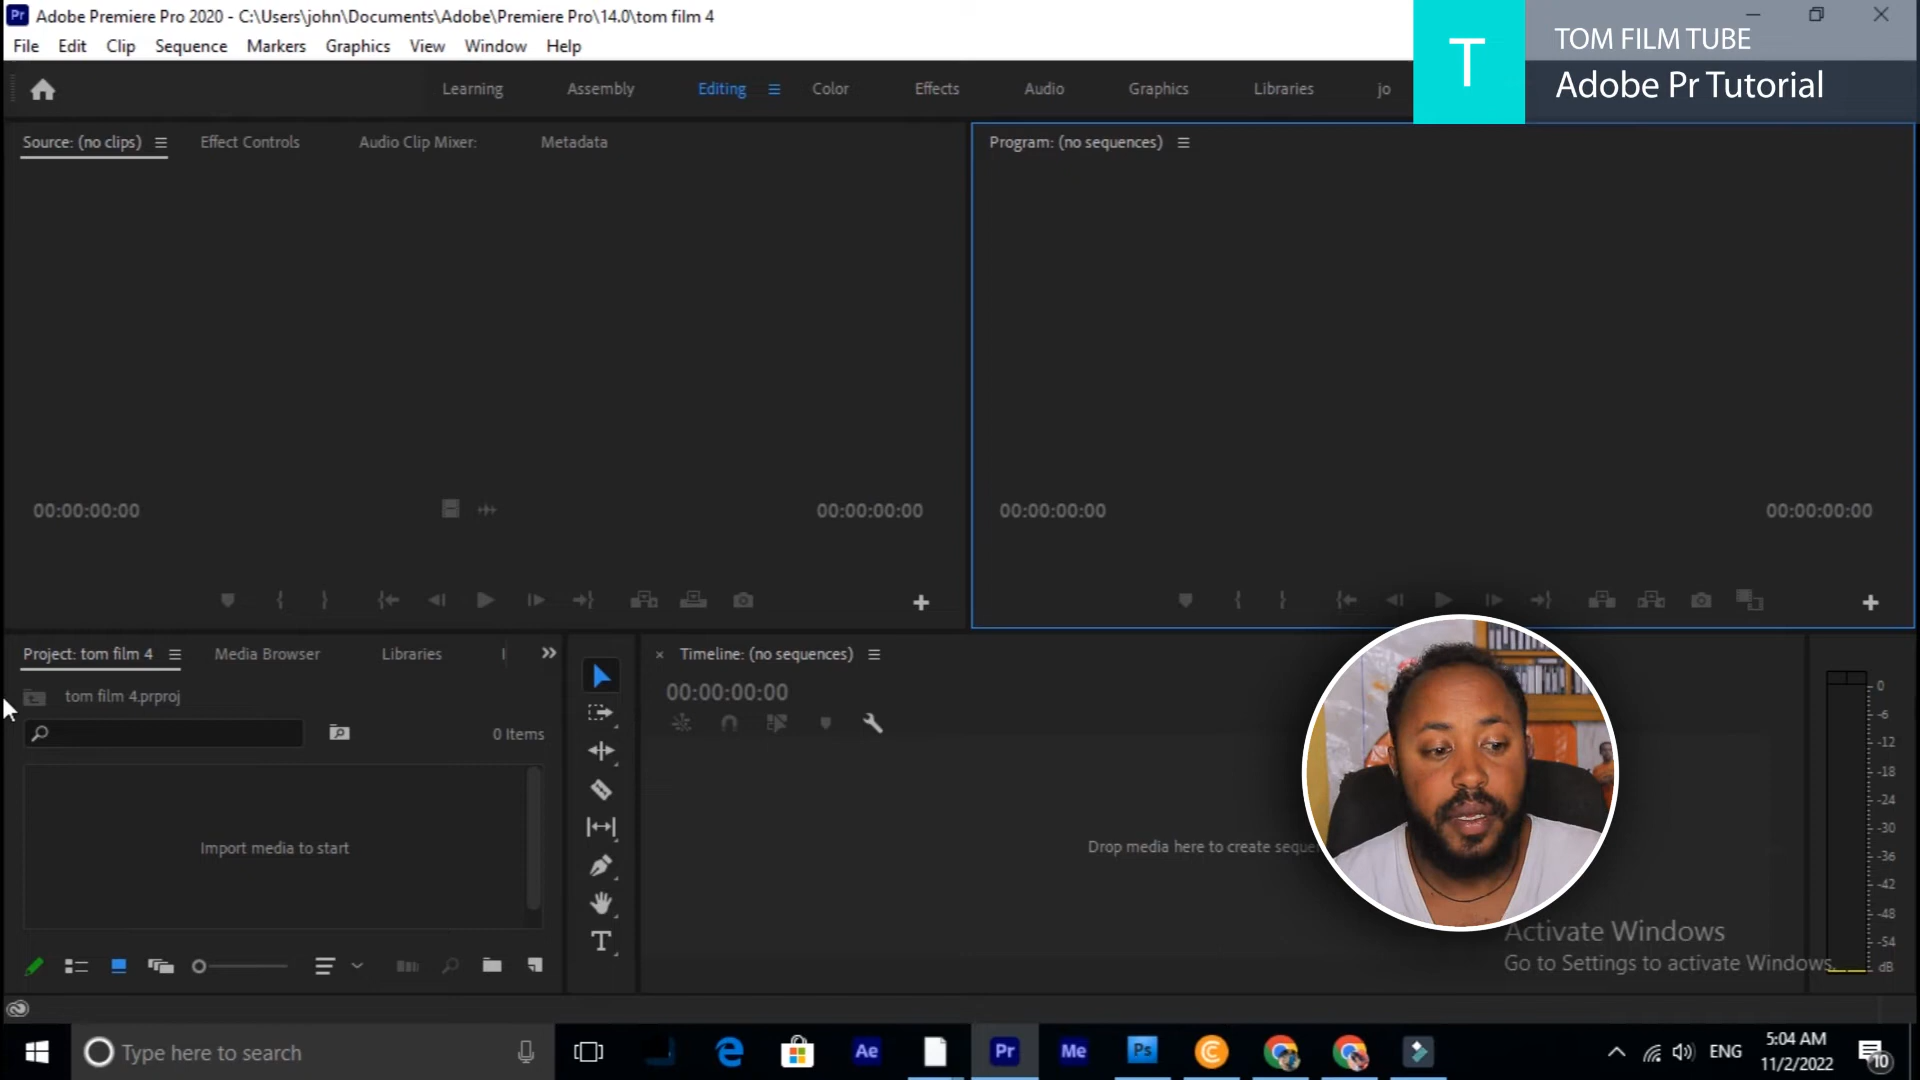 Pr Adobe Premiere Pro 2020 - C:\Users\john\Documents\Adobe\Premiere Pro\14.0\tom film 4
File Edit Clip Sequence Markers Graphics View Window Help
T
TOM FILM TUBE
Adobe Pr Tutorial
Learning Assembly Editing Color Effects Audio Graphics Libraries jo
Source: (no clips) Effect Controls Audio Clip Mixer: Metadata
Program: (no sequences)
00:00:00:00 00:00:00:00
00:00:00:00 00:00:00:00
Project: tom film 4 Media Browser Libraries
tom film 4.prproj
0 Items
Import media to start
T
Timeline: (no sequences)
00:00:00:00
Drop media here to create seque
0
-6
-12
-18
-24
-30
-36
-42
-48
-54
dB
Activate Windows
Go to Settings to activate Windows.
Type here to search
Ae Pr Me Ps C
ENG
5:04 AM
11/2/2022
10